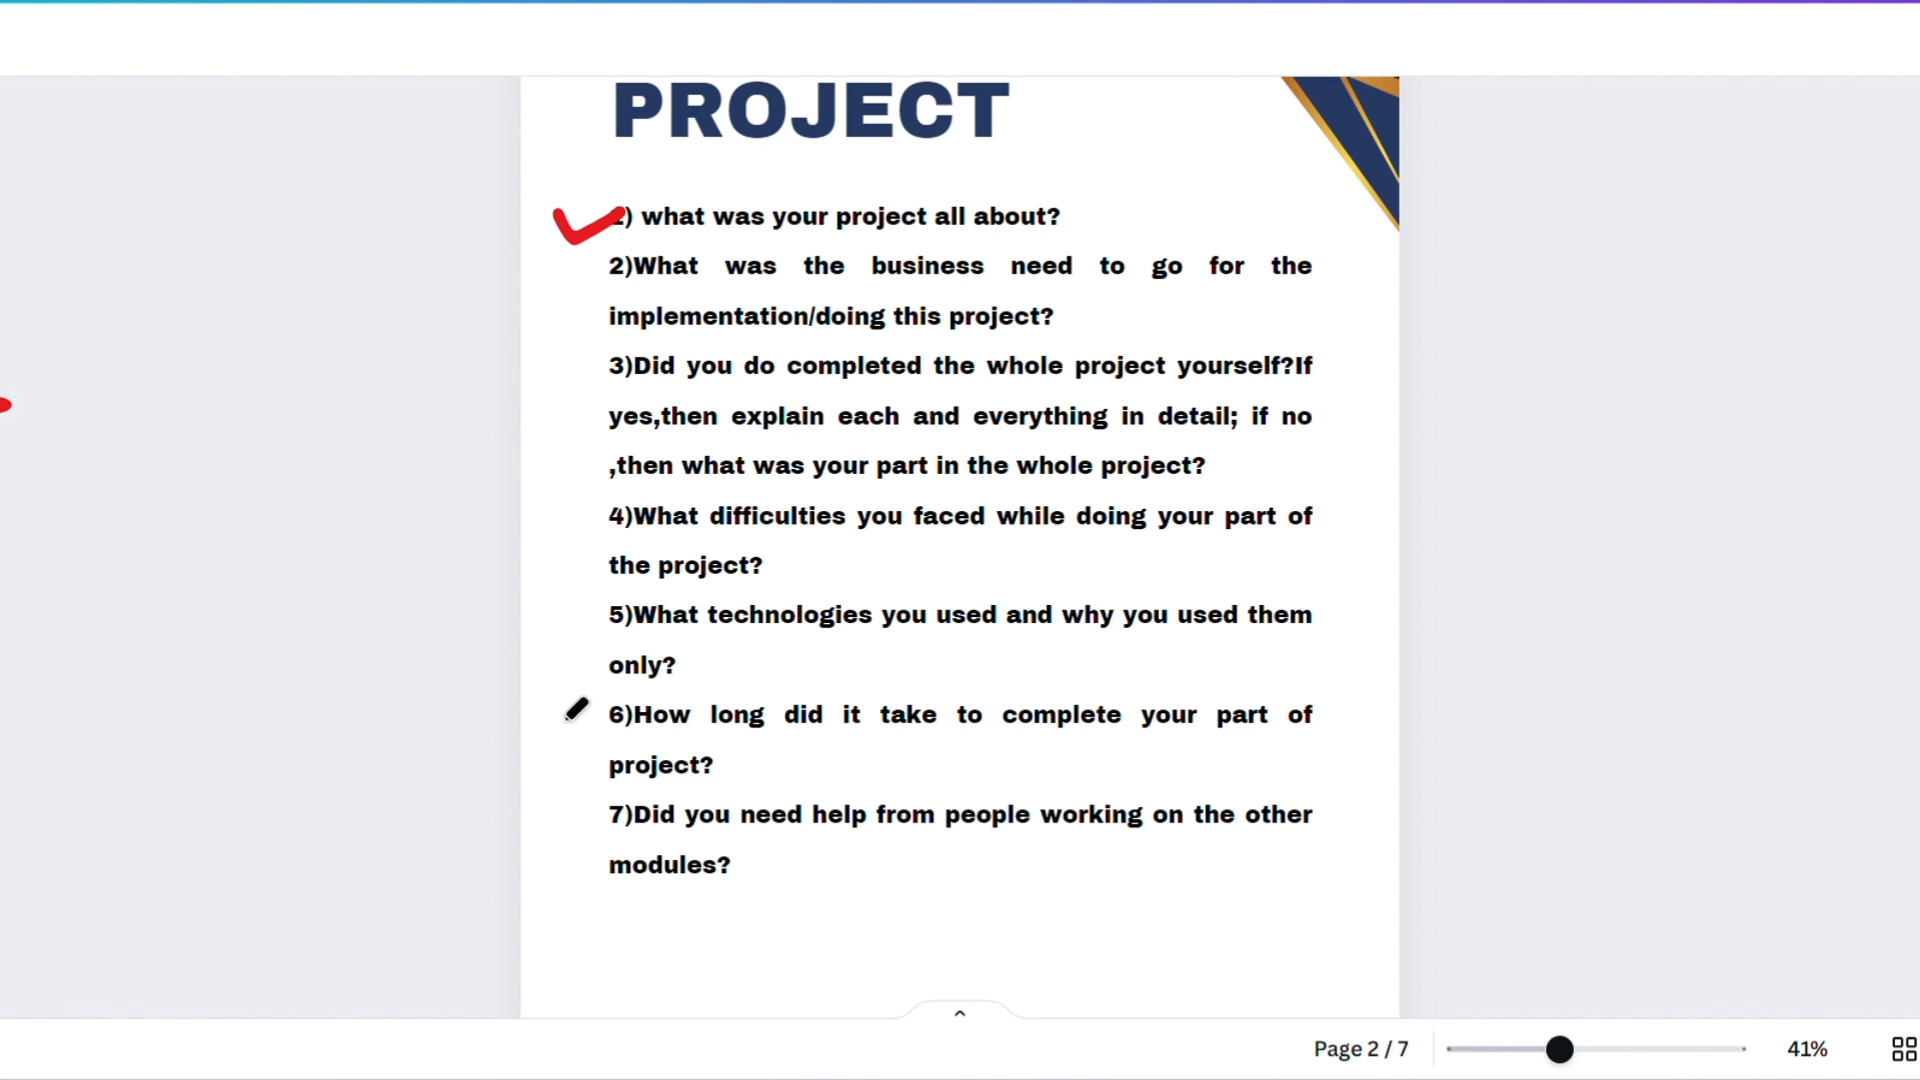 PROJECT
) what was your project all about?
2)What was the business need to go for the
implementation/doing this project?
3)Did you do completed the whole project yourself?If
yes,then explain each and everything in detail; if no
,then what was your part in the whole project?
4)What difficulties you faced while doing your part of
the project?
5)What technologies you used and why you used them
only?
6)How long did it take to complete your part of
project?
7)Did you need help from people working on the other
modules?
Page 2 / 7
41%